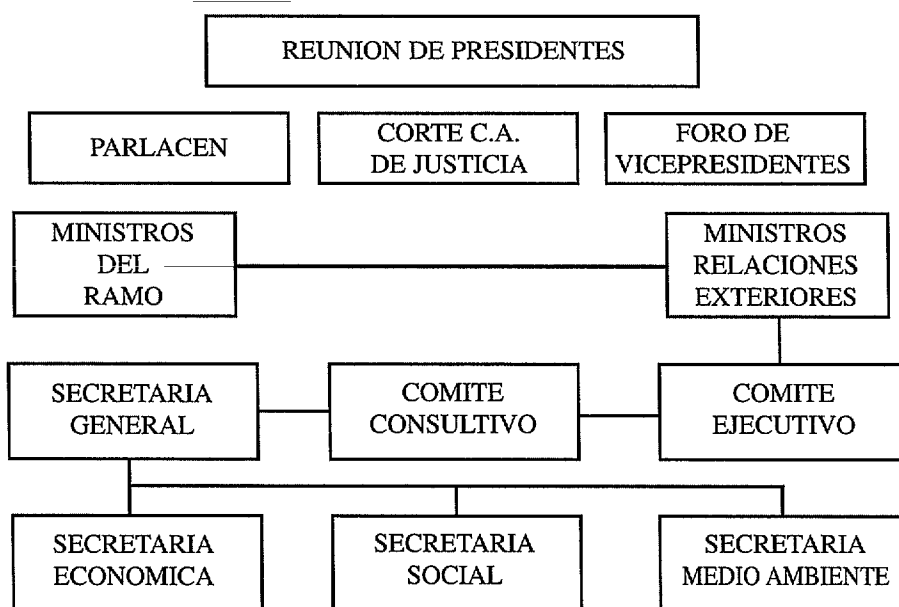 REUNION DE PRESIDENTES
PARLACEN
CORTE C.A.
DE JUSTICIA
FORO DE
VICEPRESIDENTES
MINISTROS
DEL
RAMO
MINISTROS
RELACIONES
EXTERIORES
SECRETARIA
GENERAL
COMITE
CONSULTIVO
COMITE
EJECUTIVO
SECRETARIA
ECONOMICA
SECRETARIA
SOCIAL
SECRETARIA
MEDIO AMBIENTE